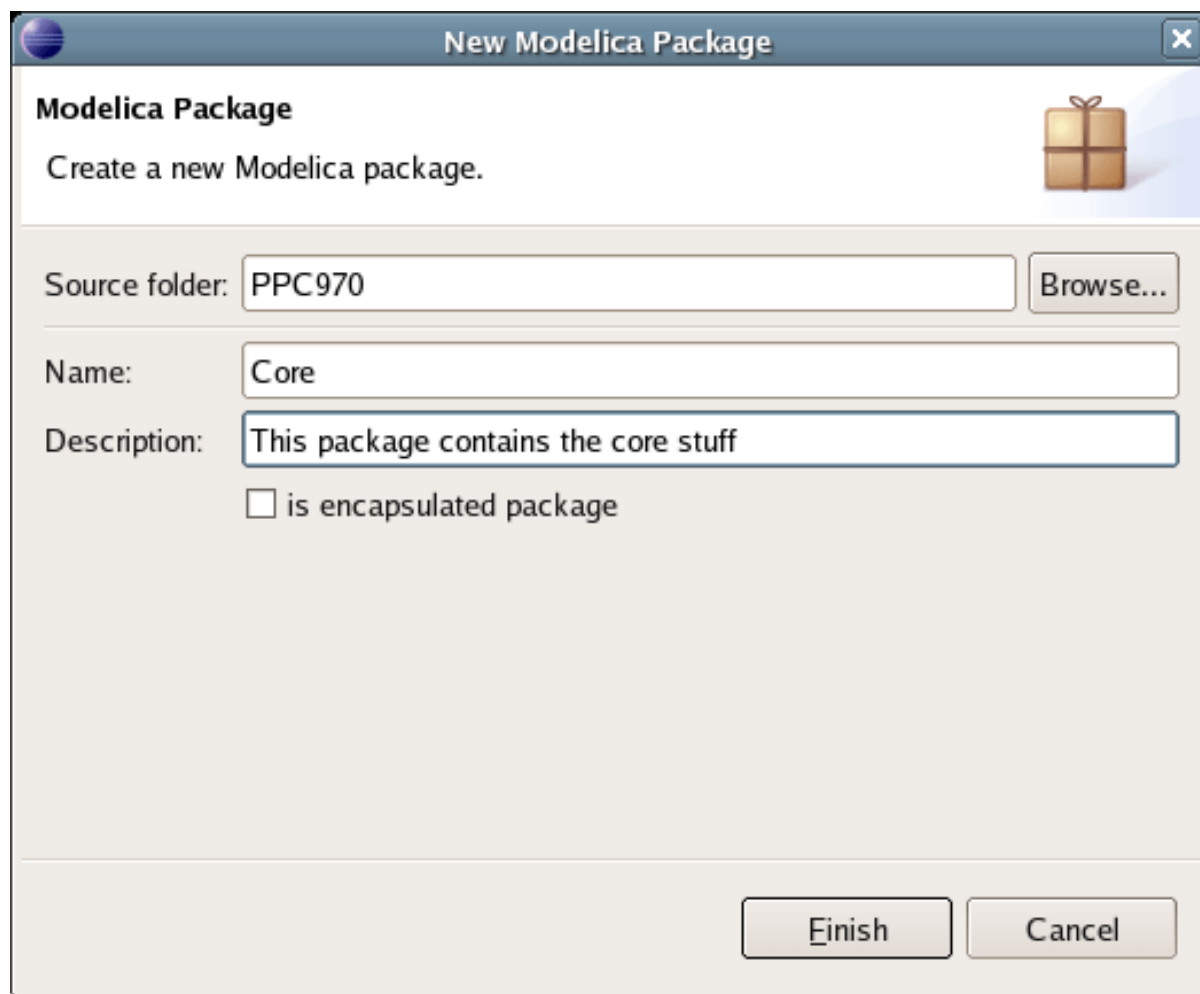 New Modelica Package
Modelica Package
Create a new Modelica package.
Source folder: PPC970 Browse...
Name: Core
Description: This package contains the core stuff
is encapsulated package
Finish Cancel